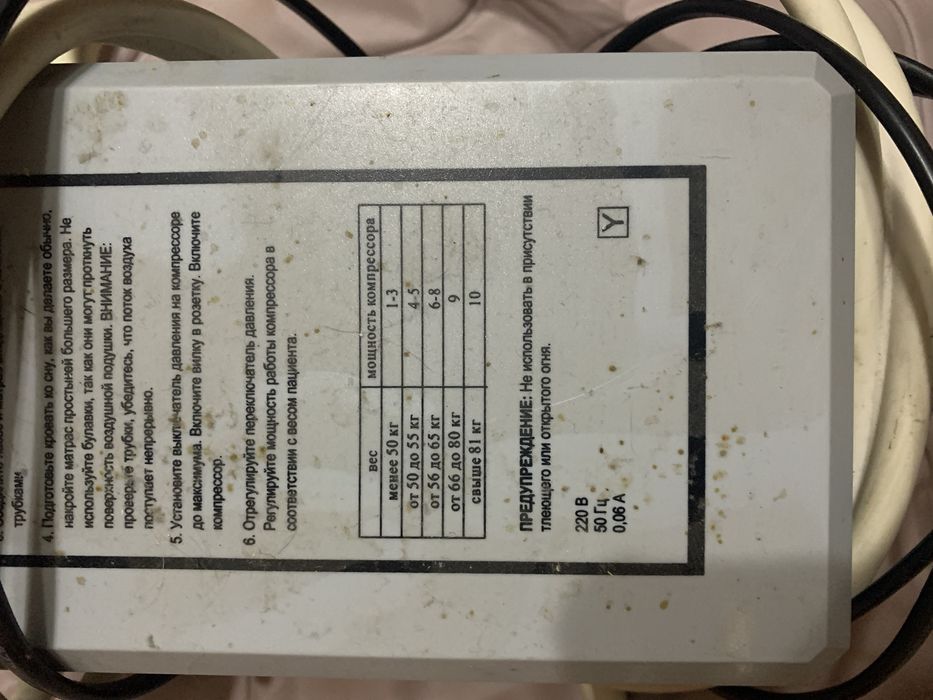 трубками
4. Подготовьте кровать ко сну, как вы делаете обычно,
накройте матрас простыней большего размера. Не
используйте булавки, так как они могут проткнуть
поверхность воздушной подушки. ВНИМАНИЕ:
проверьте трубки, убедитесь, что поток воздуха
поступает непрерывно.
5. Установите выключатель давления на компрессоре
до максимума. Включите вилку в розетку. Включите
компрессор.
6. Отрегулируйте переключатель давления.
Регулируйте мощность работы компрессора в
соответствии с весом пациента.
вес мощность компрессора
менее 50 кг 1-3
от 50 до 55 кг 4-5
от 56 до 65 кг 6-8
от 66 до 80 кг 9
свыше 81 кг 10
ПРЕДУПРЕЖДЕНИЕ: Не использовать в присутствии
тлеющего или открытого огня.
220 В
50 Гц
0,06 А
Y